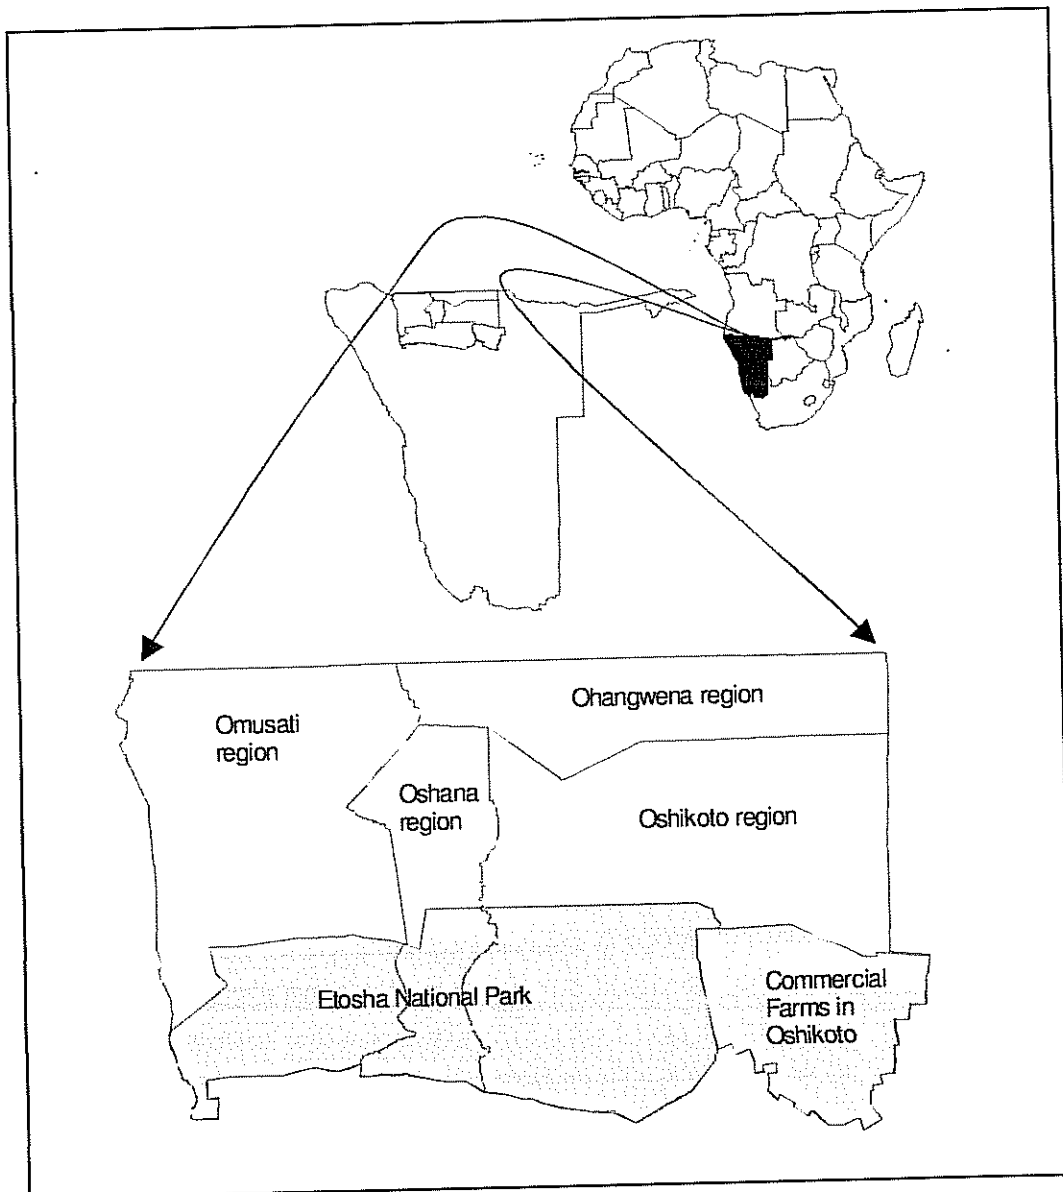 Ohangwena region
Omusati
region
Oshana
region
Oshikoto region
Etosha National Park
Commercial
Farms in
Oshikoto